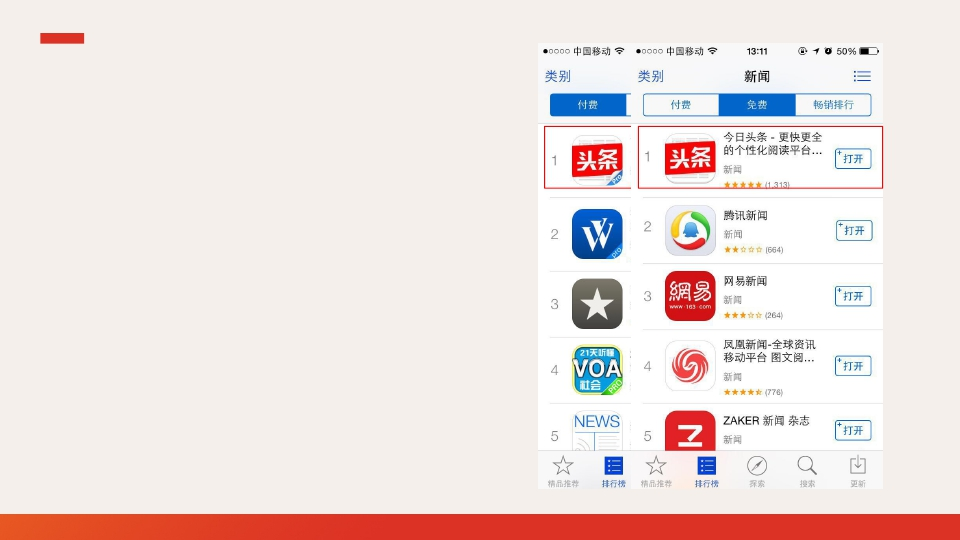 中国移动
类别
付费
1
头条
Pro
2
W
pro
3
4
21天听懂
VOA
社会
PRO
5
NEWS
精品推荐
排行榜
中国移动
13:11
50%
类别
新闻
付费
免费
畅销排行
1
头条
今日头条 - 更快更全
的个性化阅读平台...
新闻
(1,313)
打开
2
腾讯新闻
新闻
(664)
打开
3
網易
www·163·com
网易新闻
新闻
(264)
打开
4
凤凰新闻-全球资讯
移动平台 图文阅...
新闻
(776)
打开
5
Z
ZAKER 新闻 杂志
新闻
打开
精品推荐
排行榜
探索
搜索
更新